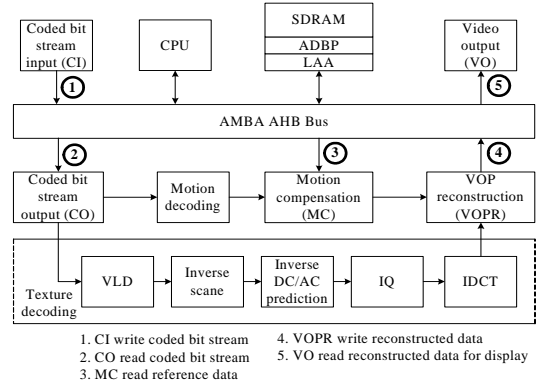 Coded bit
stream
input (CI)
CPU
SDRAM
ADBP
LAA
Video
output
(VO)
1
5
AMBA AHB Bus
2
3
4
Coded bit
stream
output (CO)
Motion
decoding
Motion
compensation
(MC)
VOP
reconstruction
(VOPR)
Texture
decoding
VLD
Inverse
scane
Inverse
DC/AC
prediction
IQ
IDCT
1. CI write coded bit stream
2. CO read coded bit stream
3. MC read reference data
4. VOPR write reconstructed data
5. VO read reconstructed data for display